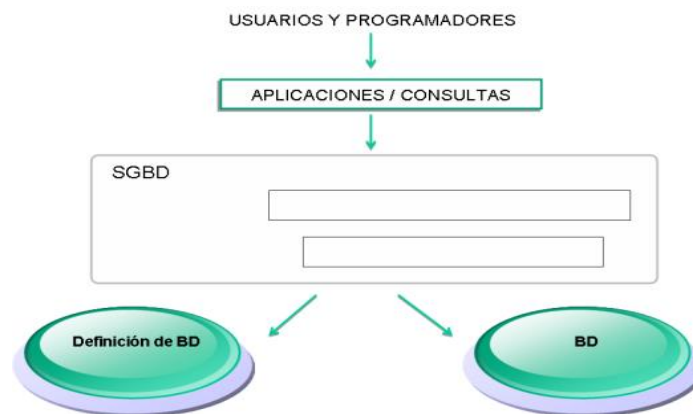 USUARIOS Y PROGRAMADORES
APLICACIONES / CONSULTAS
SGBD
Definición de BD
BD